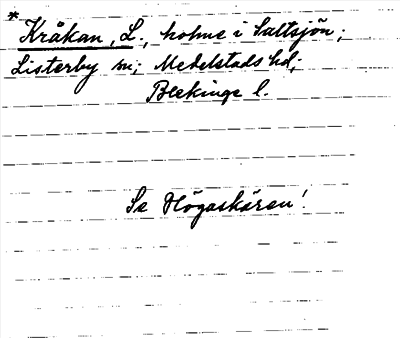 * Kråkan, L., holme i Saltsjön;
Listerby sn; Medelstads hd;
Blekinge l.
Se Högaskären!